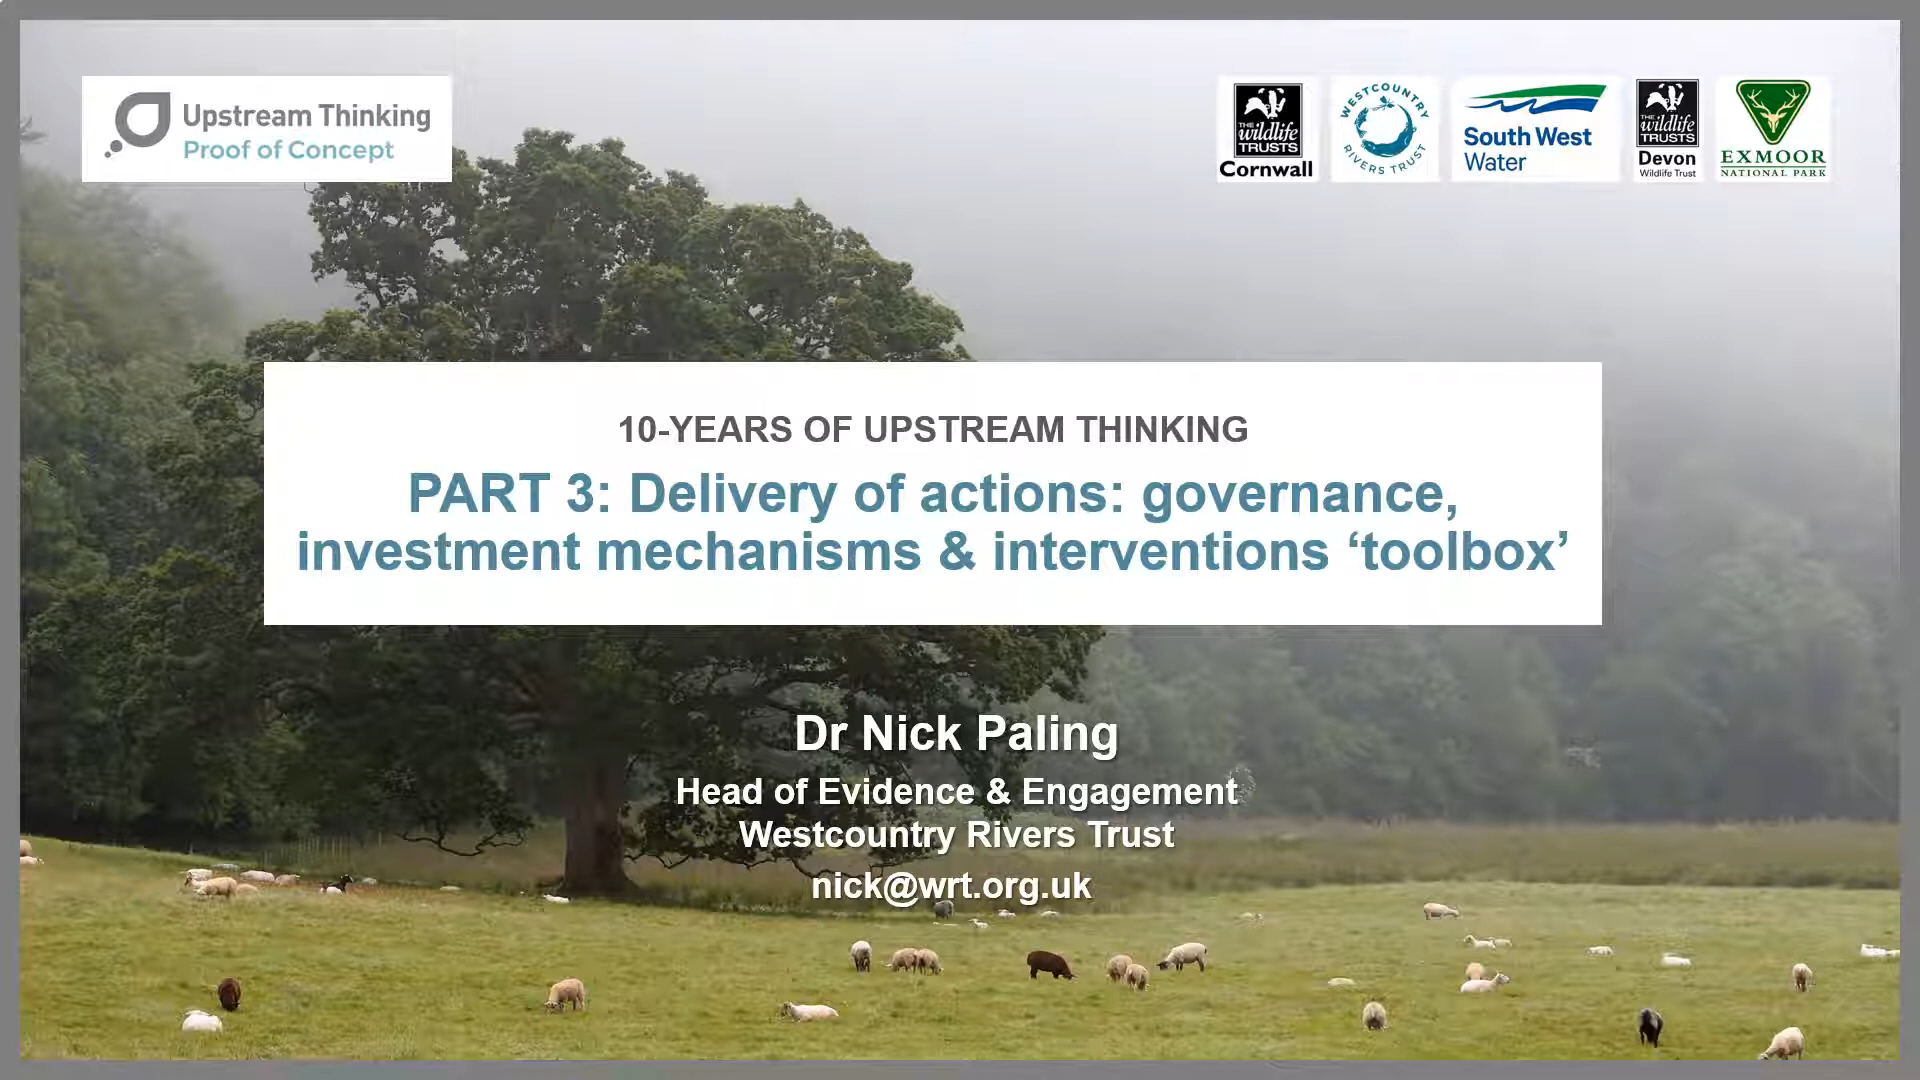 Upstream Thinking
Proof of Concept
THE
wildlife
TRUSTS
Cornwall
WESTCOUNTRY
RIVERS TRUST
South West
Water
THE
wildlife
TRUSTS
Devon
Wildlife Trust
EXMOOR
NATIONAL PARK
10-YEARS OF UPSTREAM THINKING
PART 3: Delivery of actions: governance,
investment mechanisms & interventions ‘toolbox’
Dr Nick Paling
Head of Evidence & Engagement
Westcountry Rivers Trust
nick@wrt.org.uk